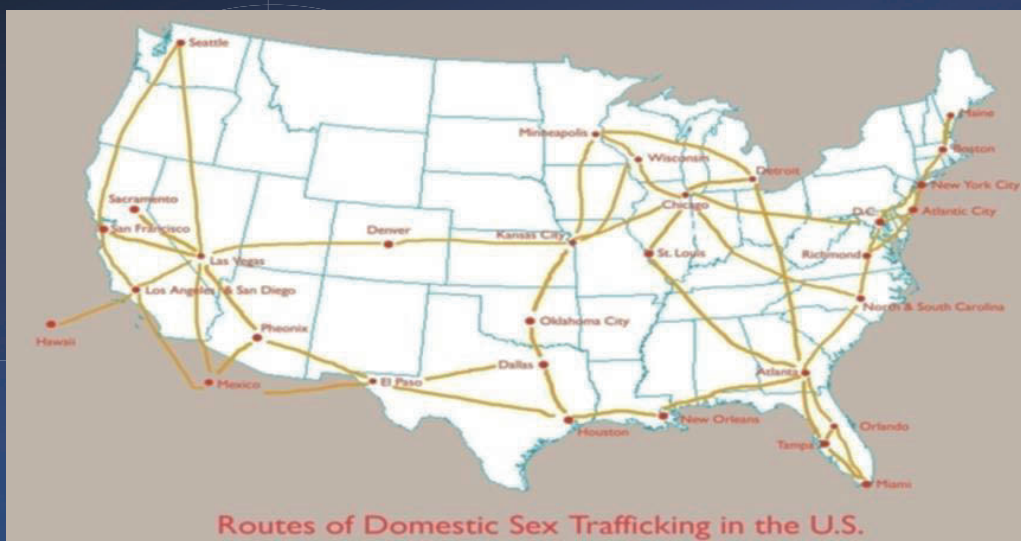 Seattle
Maine
Minneapolis
Boston
Wisconsin
Detroit
New York City
Sacramento
Chicago
D.C.
Atlantic City
San Francisco
Denver
Kansas City
St. Louis
Richmond
Las Vegas
Los Angeles & San Diego
North & South Carolina
Hawaii
Pheonix
Oklahoma City
Dallas
Atlanta
Mexico
El Paso
New Orleans
Orlando
Houston
Tampa
Miami
Routes of Domestic Sex Trafficking in the U.S.